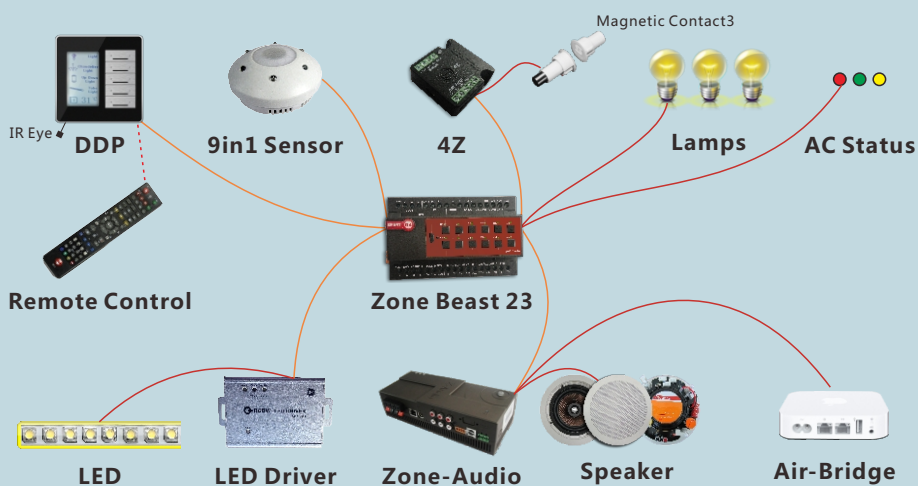 Magnetic Contact3
IR Eye
DDP
9in1 Sensor
4Z
Lamps
AC Status
Remote Control
Zone Beast 23
LED
LED Driver
Zone-Audio
Speaker
Air-Bridge